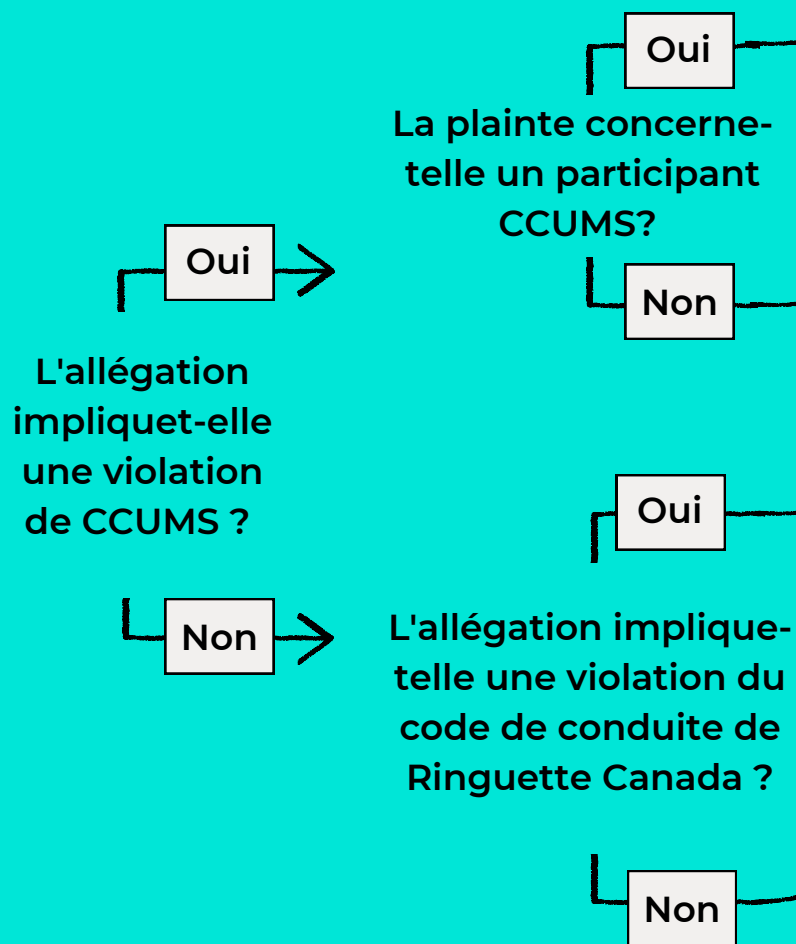 L'allégation
impliquet-elle
une violation
de CCUMS ?
Oui
La plainte concerne-
telle un participant
CCUMS?
Oui
Non
Non
L'allégation implique-
telle une violation du
code de conduite de
Ringuette Canada ?
Oui
Non